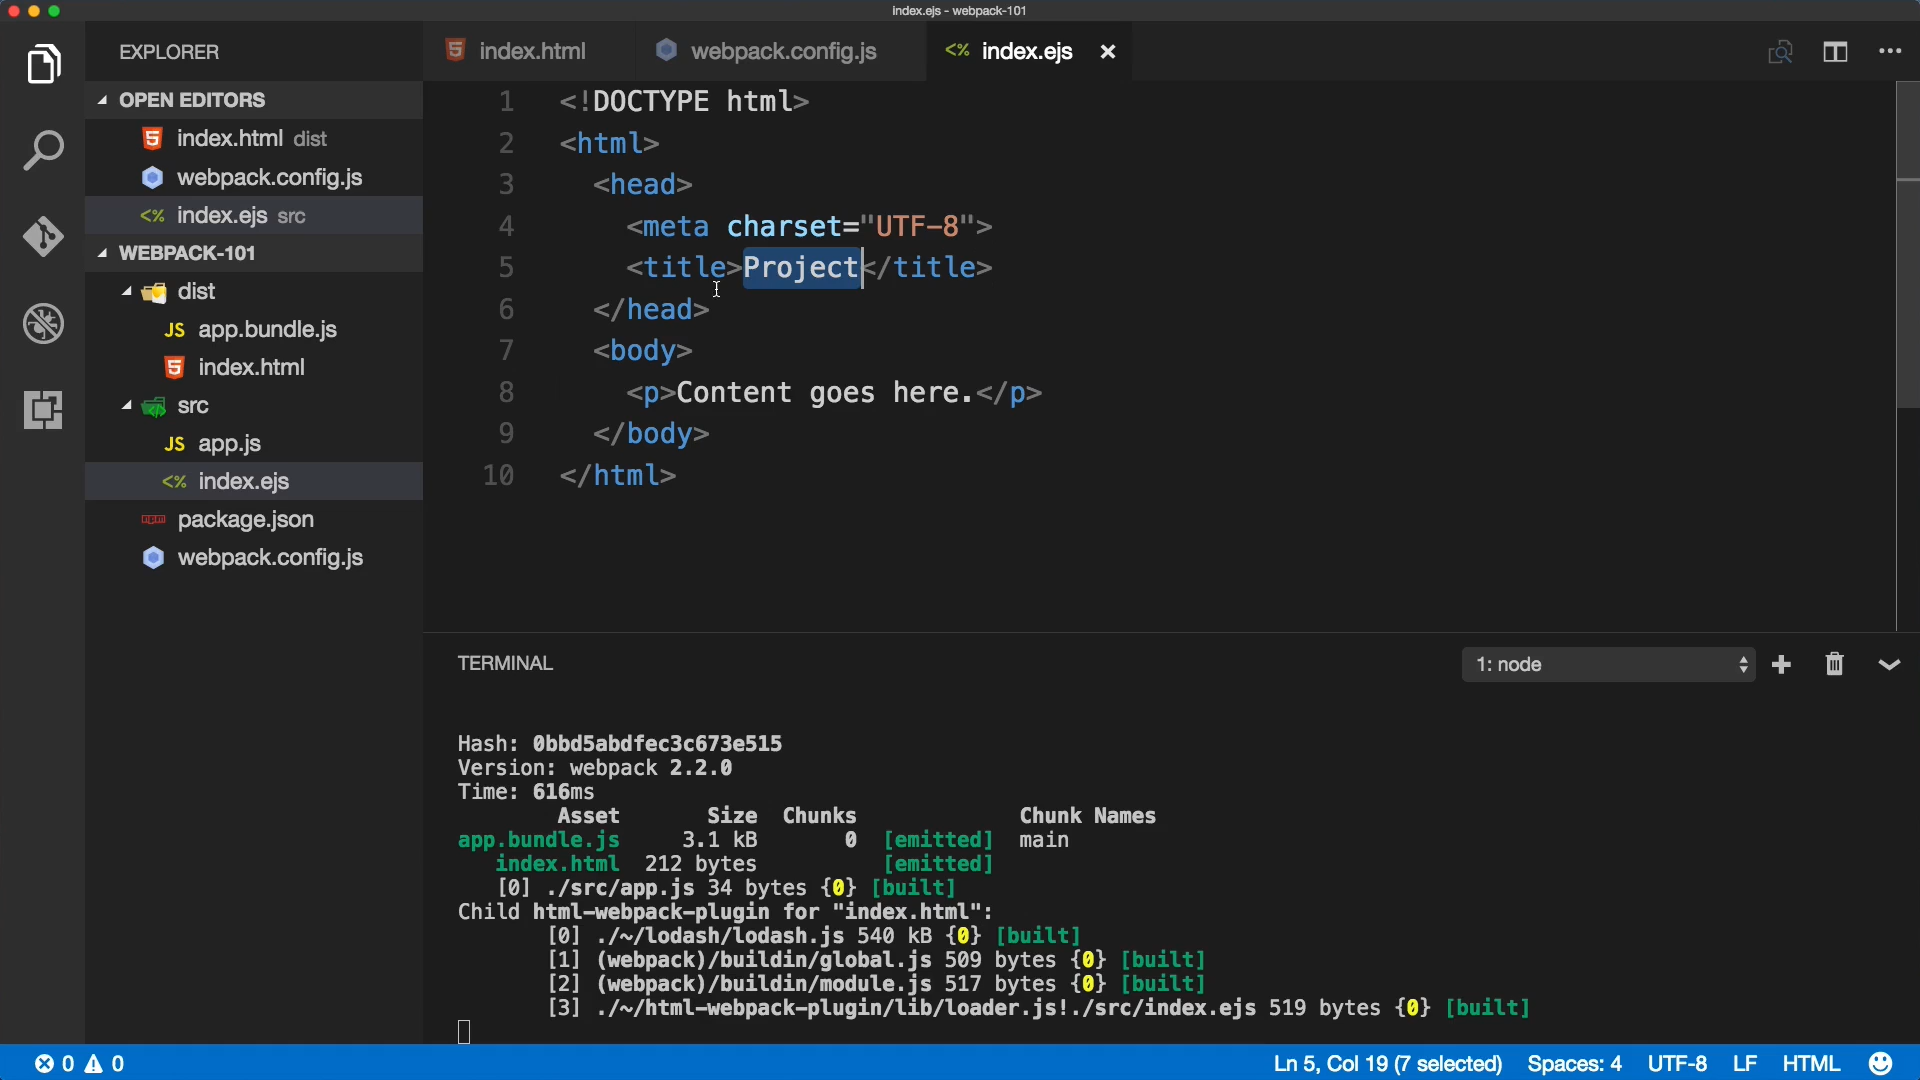 index.ejs - webpack-101
EXPLORER
OPEN EDITORS
index.html dist
webpack.config.js
<% index.ejs src
WEBPACK-101
dist
JS app.bundle.js
index.html
src
JS app.js
<% index.ejs
package.json
webpack.config.js
index.html
webpack.config.js
<% index.ejs
1 <!DOCTYPE html>
2 <html>
3 <head>
4 <meta charset="UTF-8">
5 <title>Project</title>
6 </head>
7 <body>
8 <p>Content goes here.</p>
9 </body>
10 </html>
TERMINAL
1: node
Hash: 0bbd5abdfec3c673e515
Version: webpack 2.2.0
Time: 616ms
Asset Size Chunks Chunk Names
app.bundle.js 3.1 kB 0 [emitted] main
index.html 212 bytes [emitted]
[0] ./src/app.js 34 bytes {0} [built]
Child html-webpack-plugin for "index.html":
[0] ./~/lodash/lodash.js 540 kB {0} [built]
[1] (webpack)/buildin/global.js 509 bytes {0} [built]
[2] (webpack)/buildin/module.js 517 bytes {0} [built]
[3] ./~/html-webpack-plugin/lib/loader.js!./src/index.ejs 519 bytes {0} [built]
0 0
Ln 5, Col 19 (7 selected) Spaces: 4 UTF-8 LF HTML